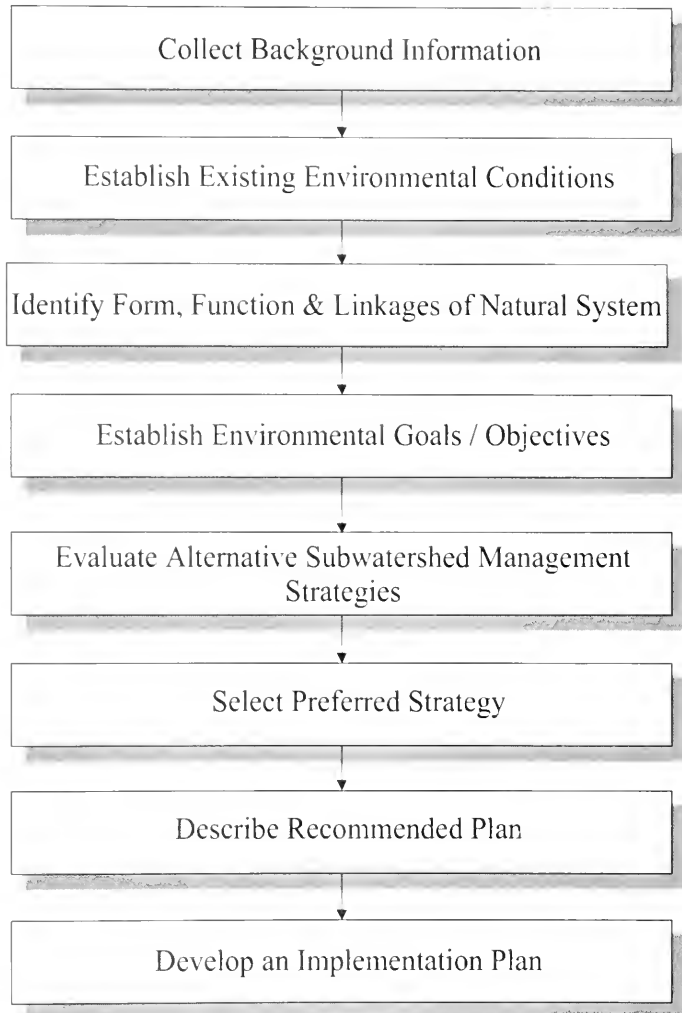 Collect Background Information
Establish Existing Environmental Conditions
Identify Form, Function & Linkages of Natural System
Establish Environmental Goals / Objectives
Evaluate Alternative Subwatershed Management
Strategies
Select Preferred Strategy
Describe Recommended Plan
Develop an Implementation Plan